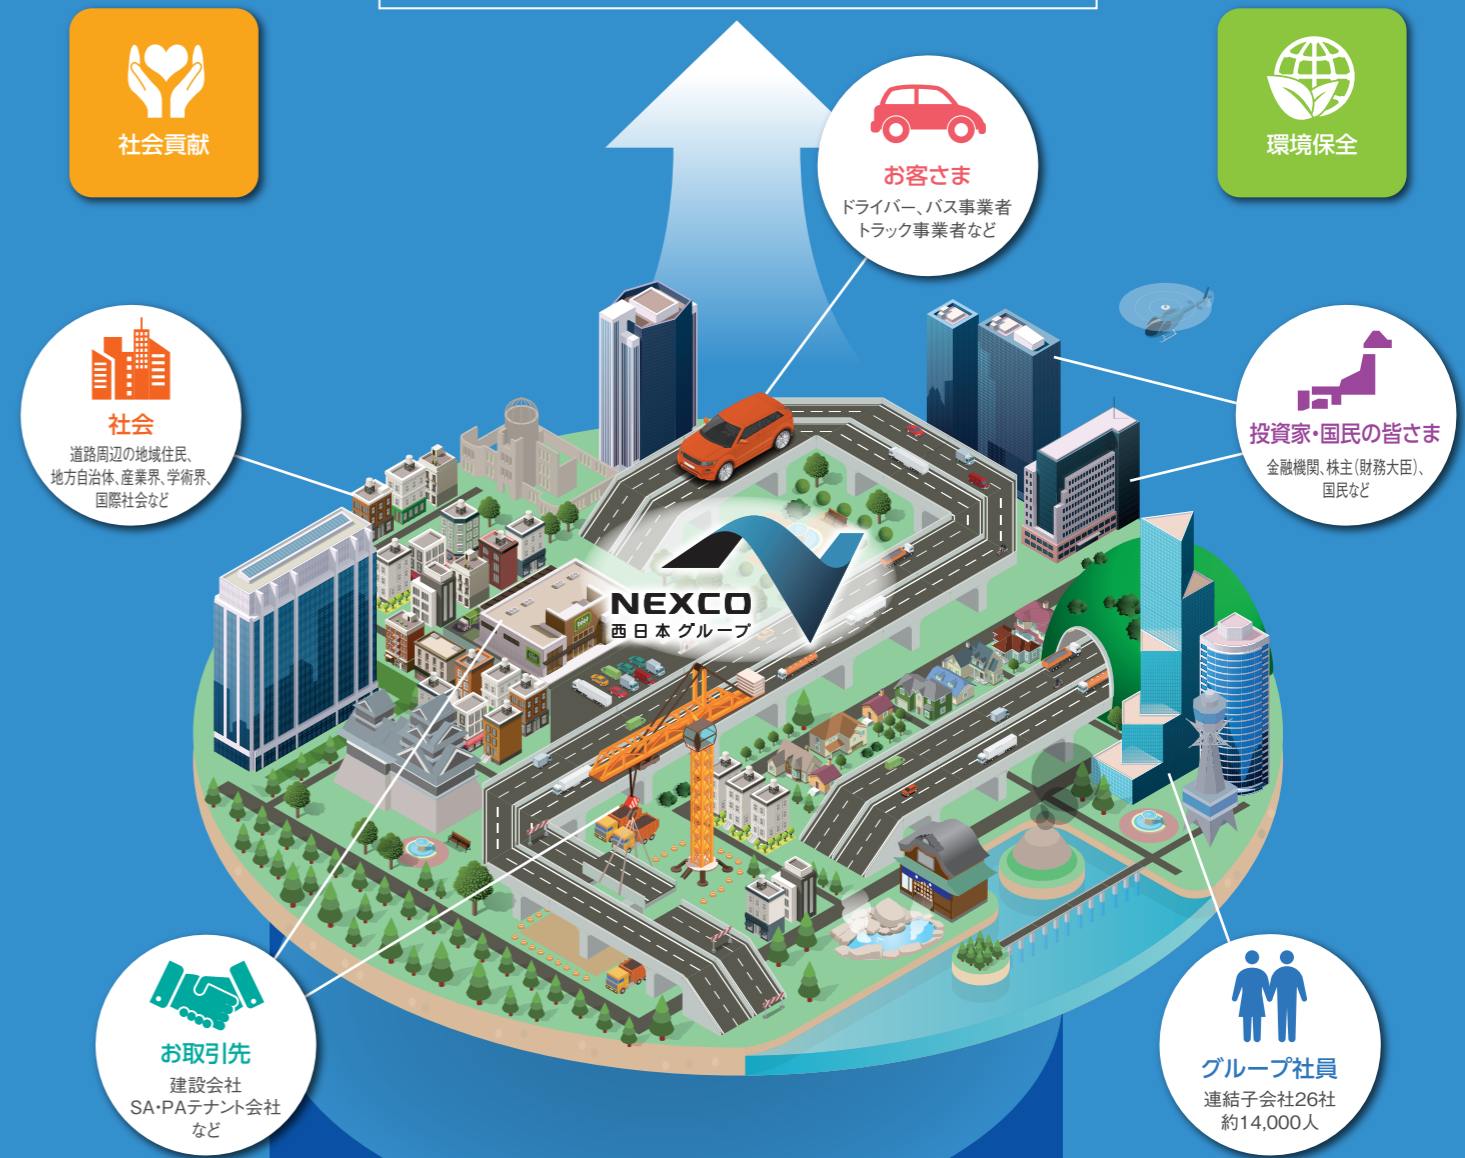 社会貢献
環境保全
お客さま
ドライバー、バス事業者
トラック事業者など
社会
道路周辺の地域住民、
地方自治体、産業界、学術界、
国際社会など
投資家・国民の皆さま
金融機関、株主(財務大臣)、
国民など
NEXCO
西日本グループ
お取引先
建設会社
SA・PAテナント会社
など
グループ社員
連結子会社26社
約14,000人